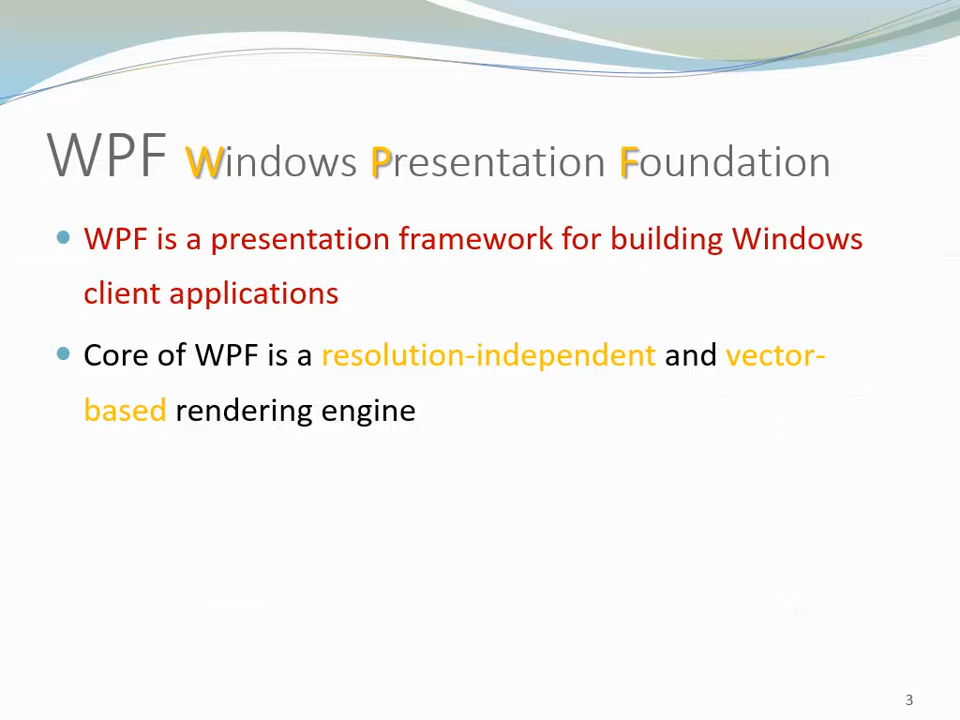 WPF Windows Presentation Foundation
WPF is a presentation framework for building Windows
client applications
Core of WPF is a resolution-independent and vector-
based rendering engine
3